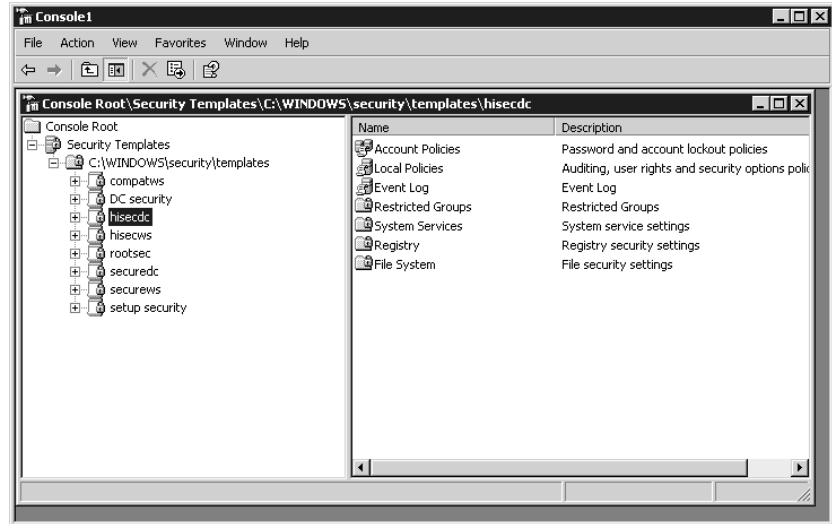 Console1
File Action View Favorites Window Help
Console Root\Security Templates\C:\WINDOWS\security\templates\hisecdc
Console Root
Security Templates
C:\WINDOWS\security\templates
compatws
DC security
hisecdc
hisecws
rootsec
securedc
securews
setup security
Name Description
Account Policies Password and account lockout policies
Local Policies Auditing, user rights and security options polic
Event Log Event Log
Restricted Groups Restricted Groups
System Services System service settings
Registry Registry security settings
File System File security settings